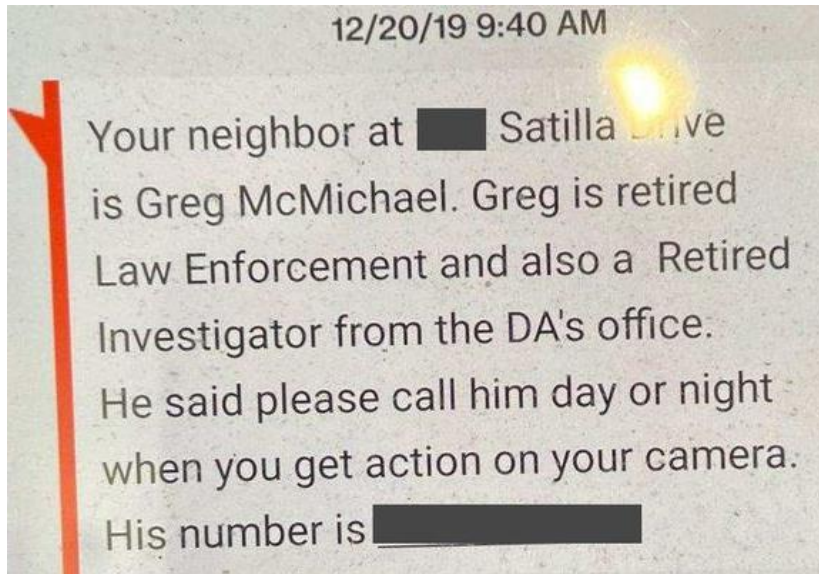 12/20/19 9:40 AM
Your neighbor at Satilla
is Greg McMichael. Greg is retired
Law Enforcement and also a Retired
Investigator from the DA's office.
He said please call him day or night
when you get action on your camera.
His number is